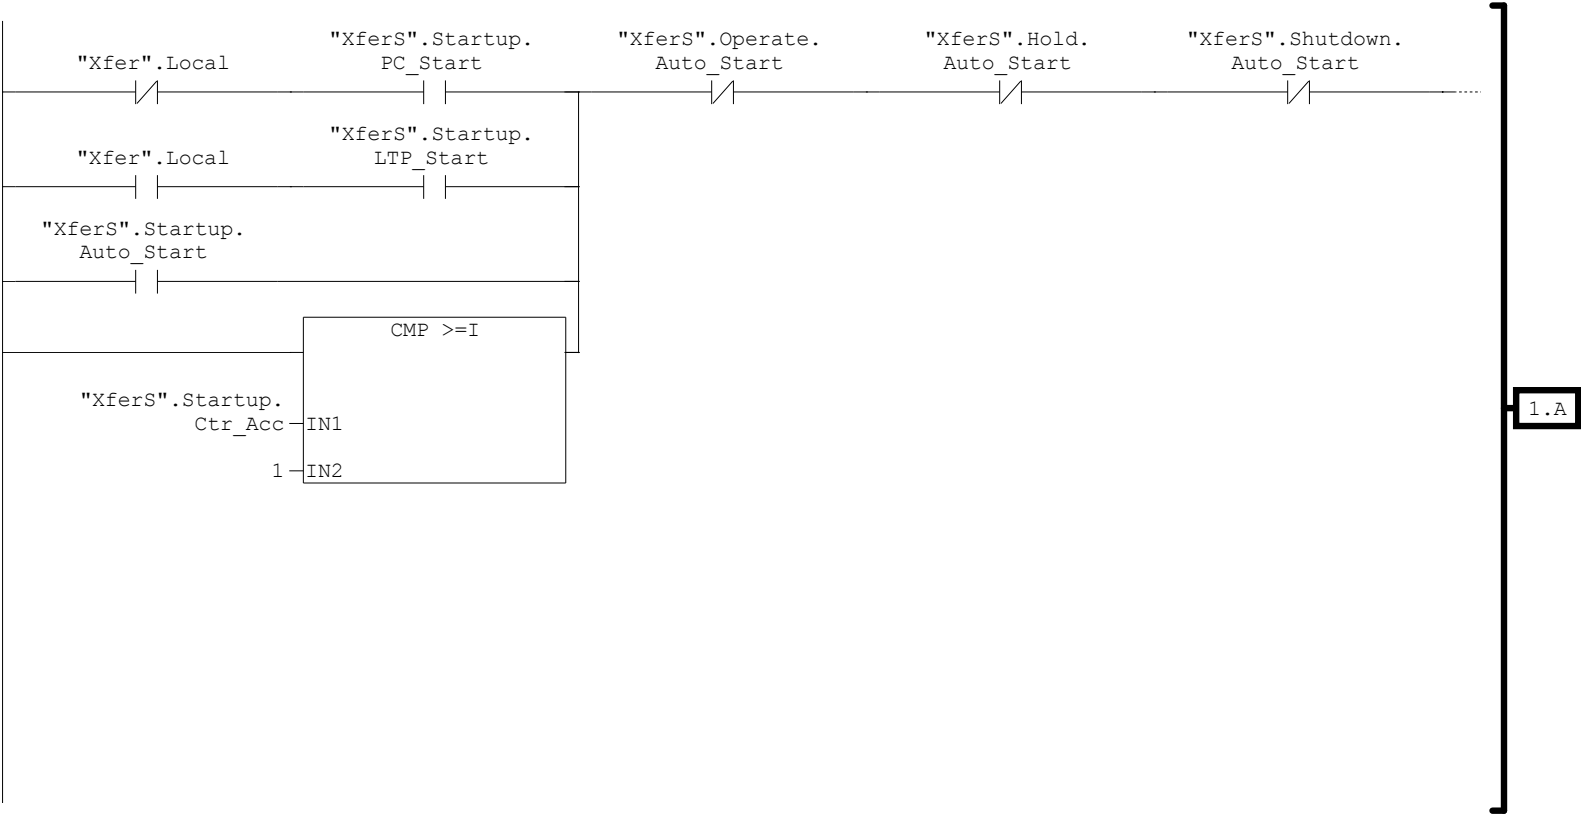 "XferS".Startup.
"XferS".Operate.
"XferS".Hold.
"XferS".Shutdown.
"Xfer".Local
PC_Start
Auto_Start
Auto_Start
Auto_Start
"XferS".Startup.
"Xfer".Local
LTP_Start
"XferS".Startup.
Auto_Start
CMP >=I
"XferS".Startup.
Ctr_Acc
IN1
1
IN2
1.A